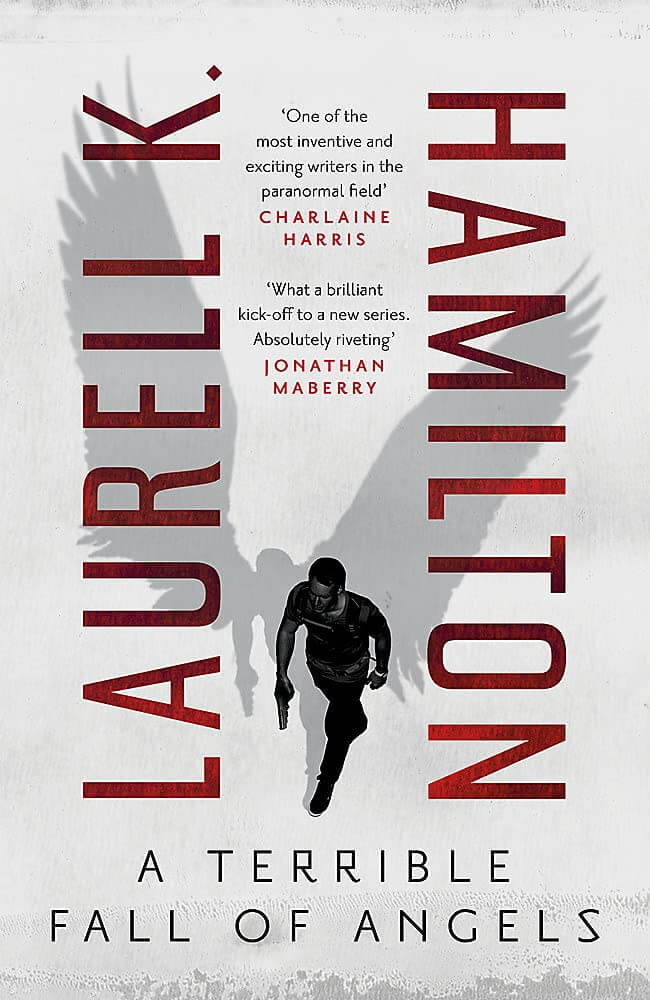 LAURELL K.
HAMILTON
‘One of the
most inventive and
exciting writers in the
paranormal field’
CHARLAINE
HARRIS
‘What a brilliant
kick-off to a new series.
Absolutely riveting’
JONATHAN
MABERRY
A TERRIBLE
FALL OF ANGELS